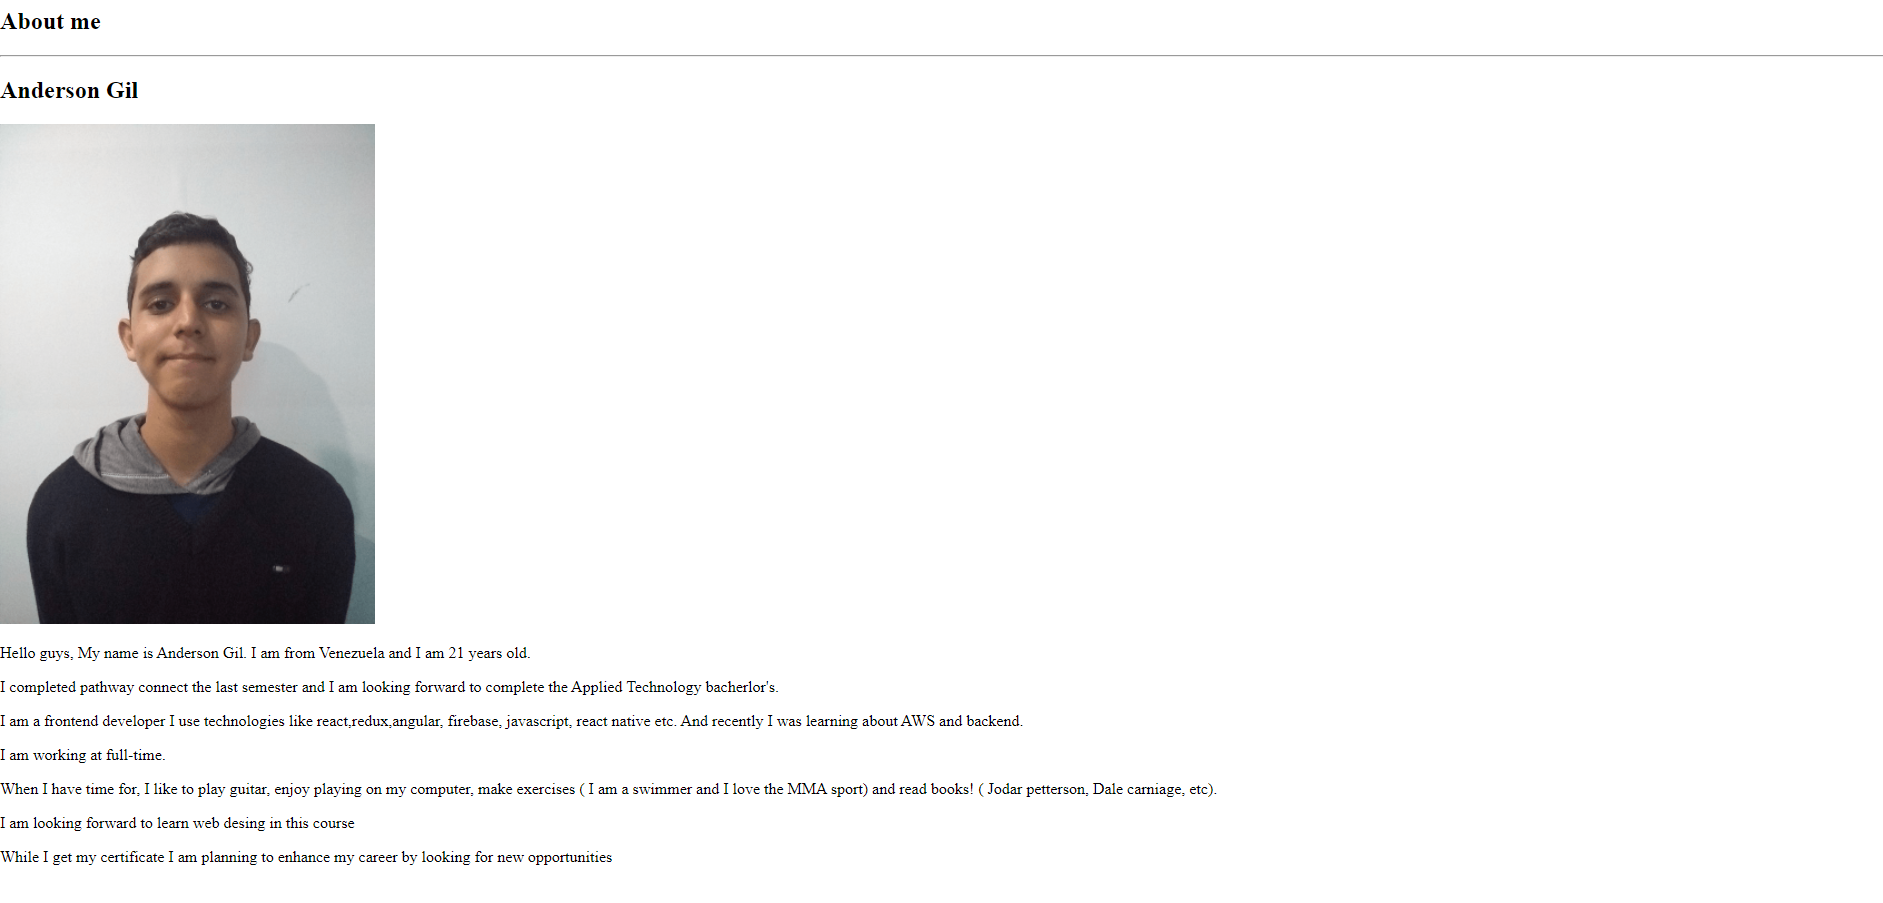 About me
Anderson Gil
Hello guys, My name is Anderson Gil. I am from Venezuela and I am 21 years old.
I completed pathway connect the last semester and I am looking forward to complete the Applied Technology bacherlor's.
I am a frontend developer I use technologies like react,redux,angular, firebase, javascript, react native etc. And recently I was learning about AWS and backend.
I am working at full-time.
When I have time for, I like to play guitar, enjoy playing on my computer, make exercises ( I am a swimmer and I love the MMA sport) and read books! ( Jodar petterson, Dale carniage, etc).
I am looking forward to learn web desing in this course
While I get my certificate I am planning to enhance my career by looking for new opportunities